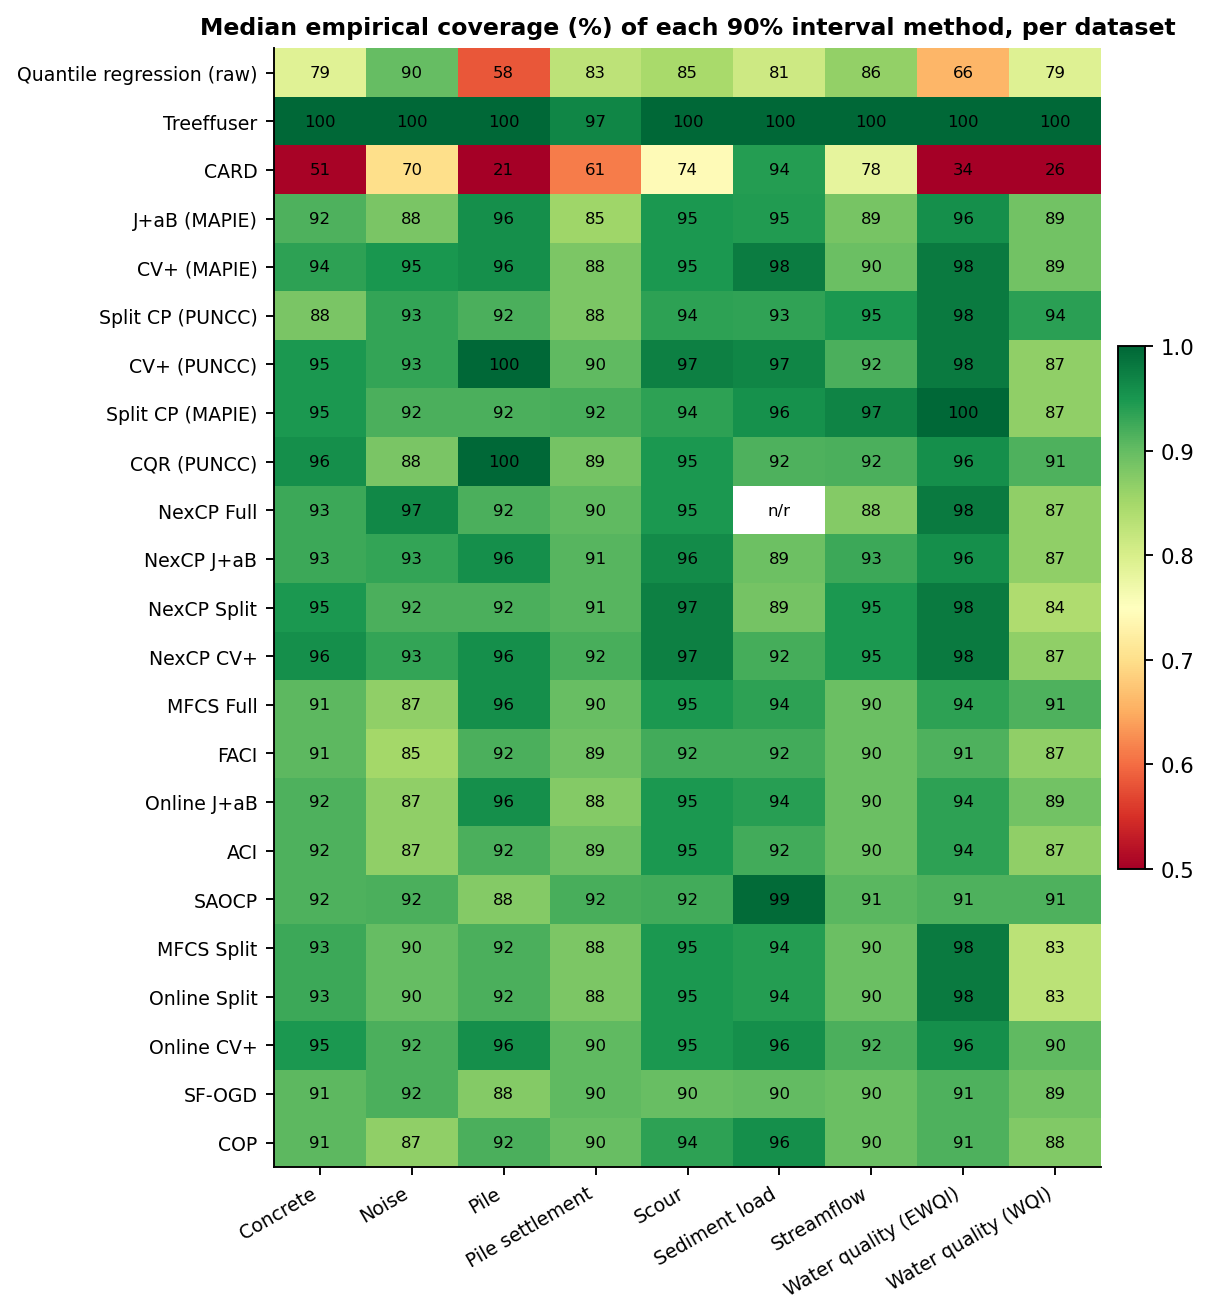 Median empirical coverage (%) of each 90% interval method, per dataset
Quantile regression (raw) 79 90 58 83 85 81 86 66 79
Treeffuser 100 100 100 97 100 100 100 100 100
CARD 51 70 21 61 74 94 78 34 26
J+aB (MAPIE) 92 88 96 85 95 95 89 96 89
CV+ (MAPIE) 94 95 96 88 95 98 90 98 89
Split CP (PUNCC) 88 93 92 88 94 93 95 98 94
CV+ (PUNCC) 95 93 100 90 97 97 92 98 87
Split CP (MAPIE) 95 92 92 92 94 96 97 100 87
CQR (PUNCC) 96 88 100 89 95 92 92 96 91
NexCP Full 93 97 92 90 95 n/r 88 98 87
NexCP J+aB 93 93 96 91 96 89 93 96 87
NexCP Split 95 92 92 91 97 89 95 98 84
NexCP CV+ 96 93 96 92 97 92 95 98 87
MFCS Full 91 87 96 90 95 94 90 94 91
FACI 91 85 92 89 92 92 90 91 87
Online J+aB 92 87 96 88 95 94 90 94 89
ACI 92 87 92 89 95 92 90 94 87
SAOCP 92 92 88 92 92 99 91 91 91
MFCS Split 93 90 92 88 95 94 90 98 83
Online Split 93 90 92 88 95 94 90 98 83
Online CV+ 95 92 96 90 95 96 92 96 90
SF-OGD 91 92 88 90 90 90 90 91 89
COP 91 87 92 90 94 96 90 91 88
Concrete
Noise
Pile
Pile settlement
Scour
Sediment load
Streamflow
Water quality (EWQI)
Water quality (WQI)
1.0
0.9
0.8
0.7
0.6
0.5